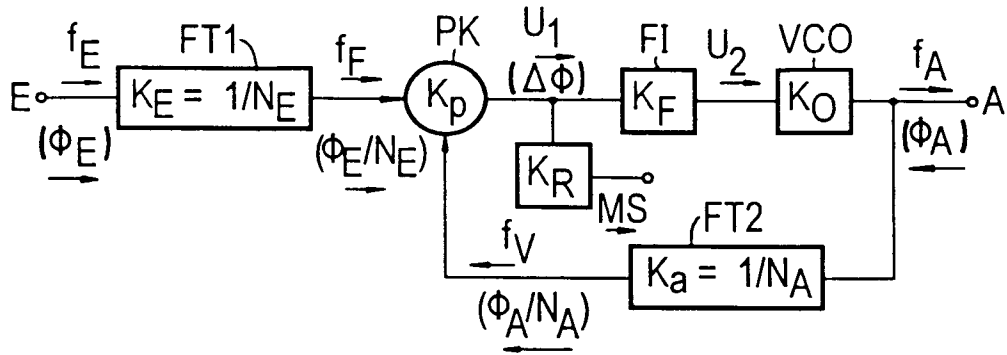 f_E
FT1
f_F
PK
U_1
FI
U_2
VCO
f_A
E
K_E = 1/N_E
K_p
(ΔΦ)
K_F
K_O
A
(Φ_E)
(Φ_E/N_E)
K_R
(Φ_A)
MS
FT2
f_V
K_a = 1/N_A
(Φ_A/N_A)